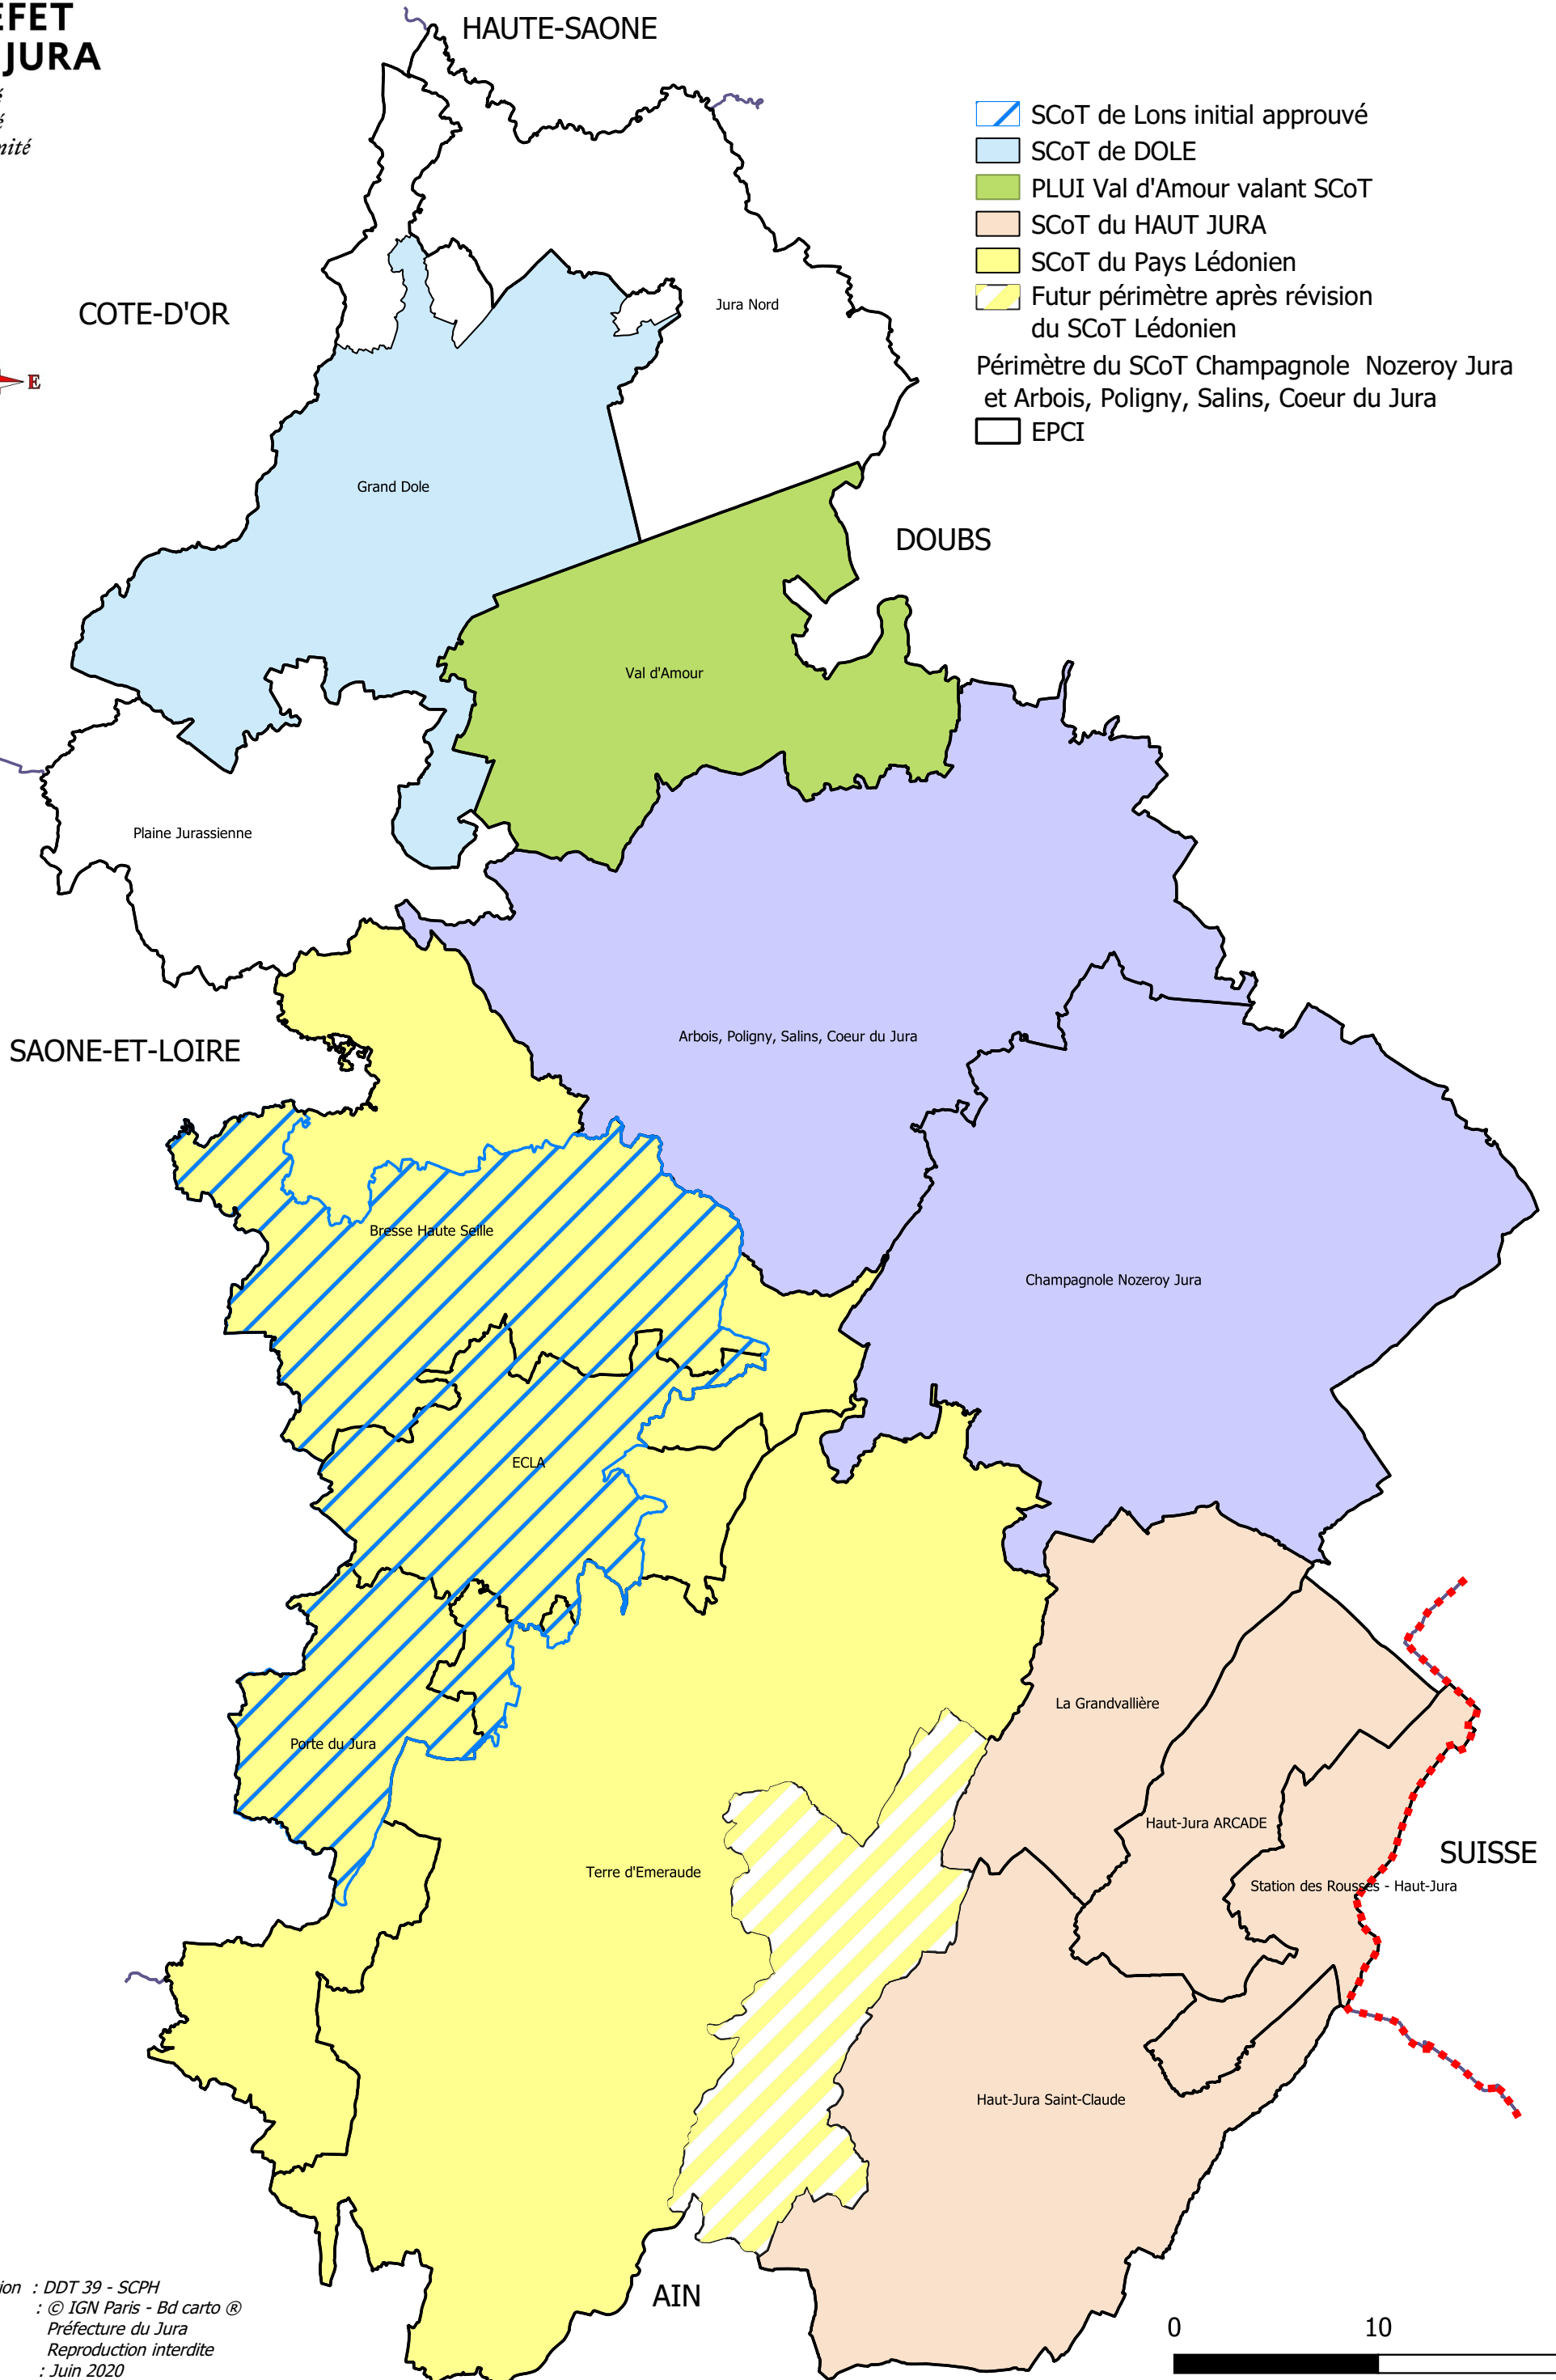 JURA
HAUTE-SAONE
SCoT de Lons initial approuvé
SCoT de DOLE
PLUI Val d'Amour valant SCoT
SCoT du HAUT JURA
SCoT du Pays Lédonien
Futur périmètre après révision
du SCoT Lédonien
Périmètre du SCoT Champagnole Nozeroy Jura
et Arbois, Poligny, Salins, Coeur du Jura
EPCI
COTE-D'OR
Jura Nord
E
Grand Dole
DOUBS
Val d'Amour
Plaine Jurassienne
SAONE-ET-LOIRE
Arbois, Poligny, Salins, Coeur du Jura
Bresse Haute Seille
Champagnole Nozeroy Jura
ECLA
La Grandvallière
Porte du Jura
Haut-Jura ARCADE
SUISSE
Terre d'Emeraude
Station des Rousses - Haut-Jura
Haut-Jura Saint-Claude
AIN
: DDT 39 - SCPH
: © IGN Paris - Bd carto ®
Préfecture du Jura
Reproduction interdite
: Juin 2020
0 10